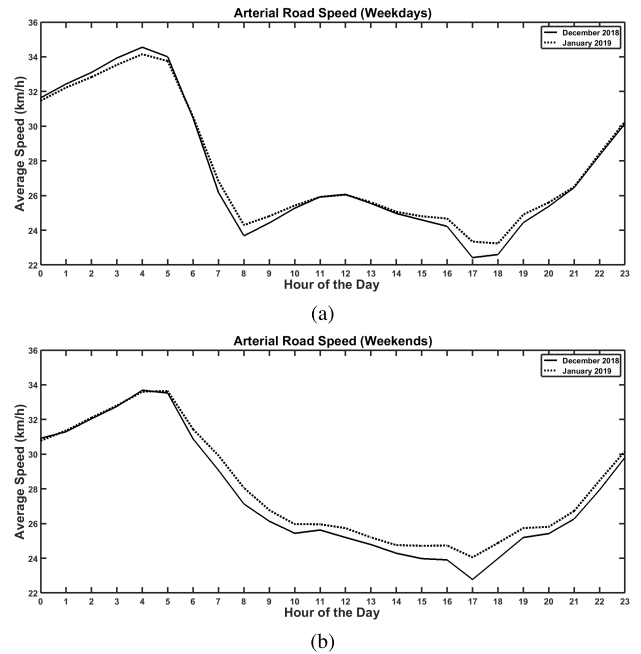 Arterial Road Speed (Weekdays)
36
34
32
30
28
26
24
22
Average Speed (km/h)
December 2018
January 2019
0 1 2 3 4 5 6 7 8 9 10 11 12 13 14 15 16 17 18 19 20 21 22 23
Hour of the Day
(a)
Arterial Road Speed (Weekends)
36
34
32
30
28
26
24
22
Average Speed (km/h)
December 2018
January 2019
0 1 2 3 4 5 6 7 8 9 10 11 12 13 14 15 16 17 18 19 20 21 22 23
Hour of the Day
(b)